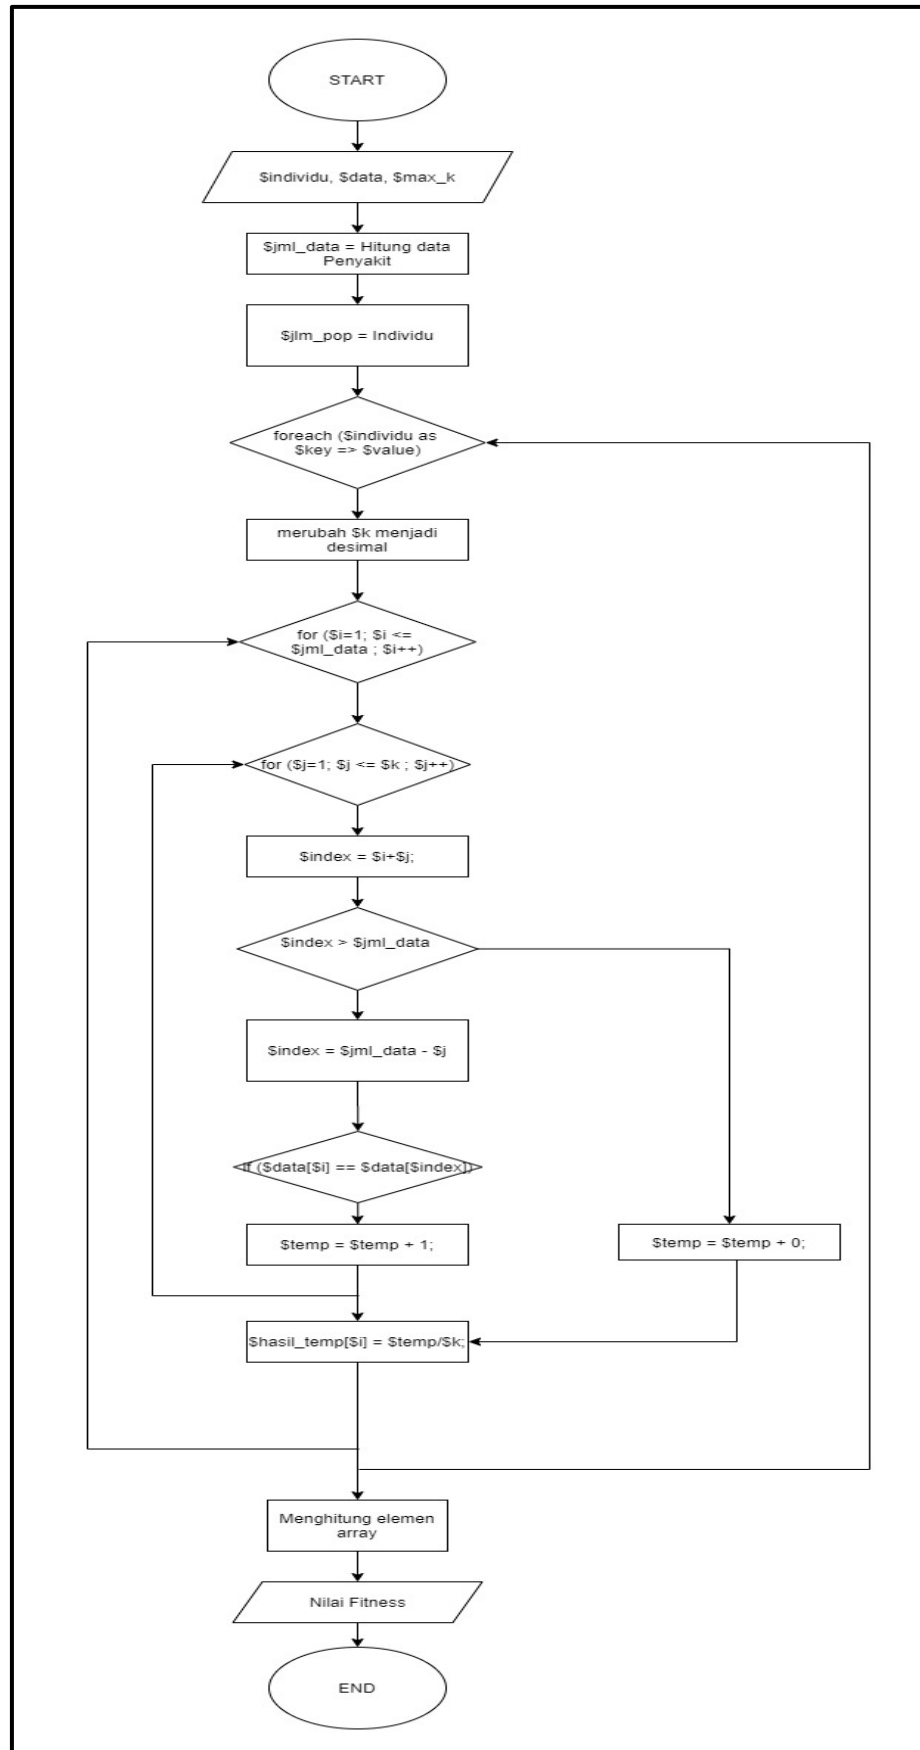 START
$individu, $data, $max_k
$jml_data = Hitung data
Penyakit
$jlm_pop = Individu
foreach ($individu as
$key => $value)
merubah $k menjadi
desimal
for ($i=1; $i <=
$jml_data ; $i++)
for ($j=1; $j <= $k ; $j++)
$index = $i+$j;
$index > $jml_data
$index = $jml_data - $j
if ($data[$i] == $data[$index])
$temp = $temp + 1;
$temp = $temp + 0;
$hasil_temp[$i] = $temp/$k;
Menghitung elemen
array
Nilai Fitness
END